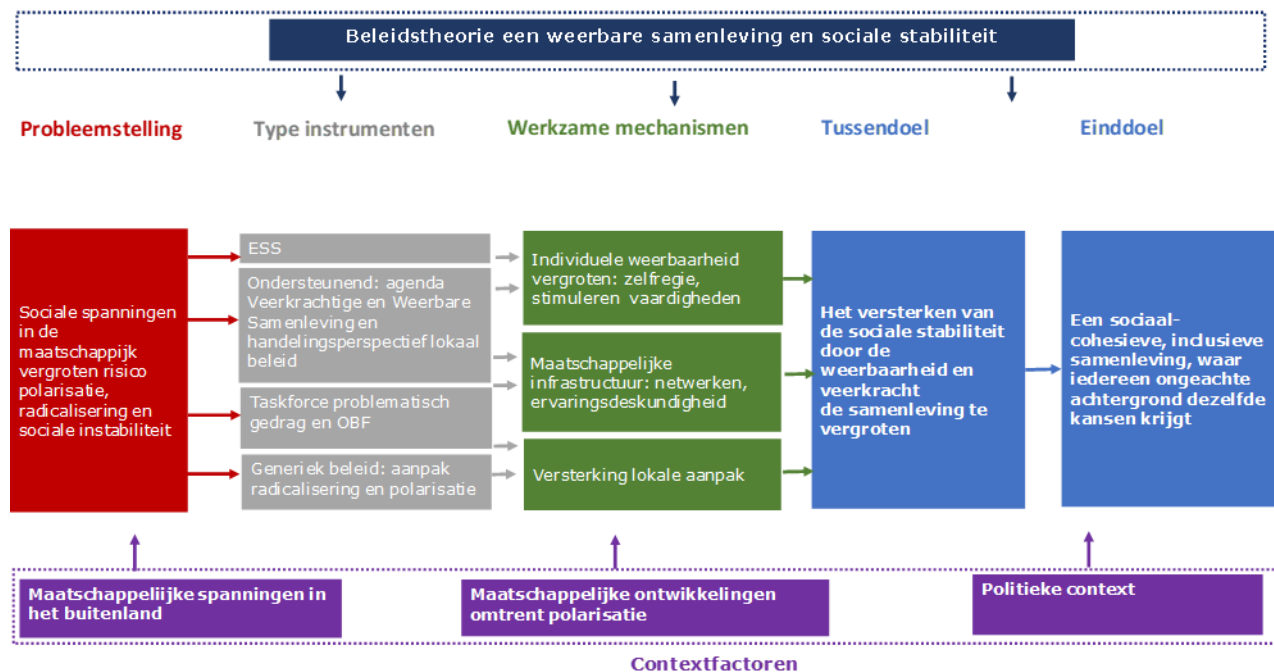 Beleidstheorie een weerbare samenleving en sociale stabiliteit
Probleemstelling
Type instrumenten
Werkzame mechanismen
Tussendoel
Einddoel
Sociale spanningen
in de
maatschappijk
vergroten risico
polarisatie,
radicalisering en
sociale instabiliteit
ESS
Ondersteunend: agenda
Veerkrachtige en Weerbare
Samenleving en
handelingsperspectief lokaal
beleid
Taskforce problematisch
gedrag en OBF
Generiek beleid: aanpak
radicalisering en polarisatie
Individuele weerbaarheid
vergroten: zelfregie,
stimuleren vaardigheden
Maatschappelijke
infrastructuur: netwerken,
ervaringsdeskundigheid
Versterking lokale aanpak
Het versterken van
de sociale stabiliteit
door de
weerbaarheid en
veerkracht
de samenleving te
vergroten
Een sociaal-
cohesieve, inclusieve
samenleving, waar
iedereen ongeachte
achtergrond dezelfde
kansen krijgt
Maatschappeliijke spanningen in
het buitenland
Maatschappelijke ontwikkelingen
omtrent polarisatie
Politieke context
Contextfactoren